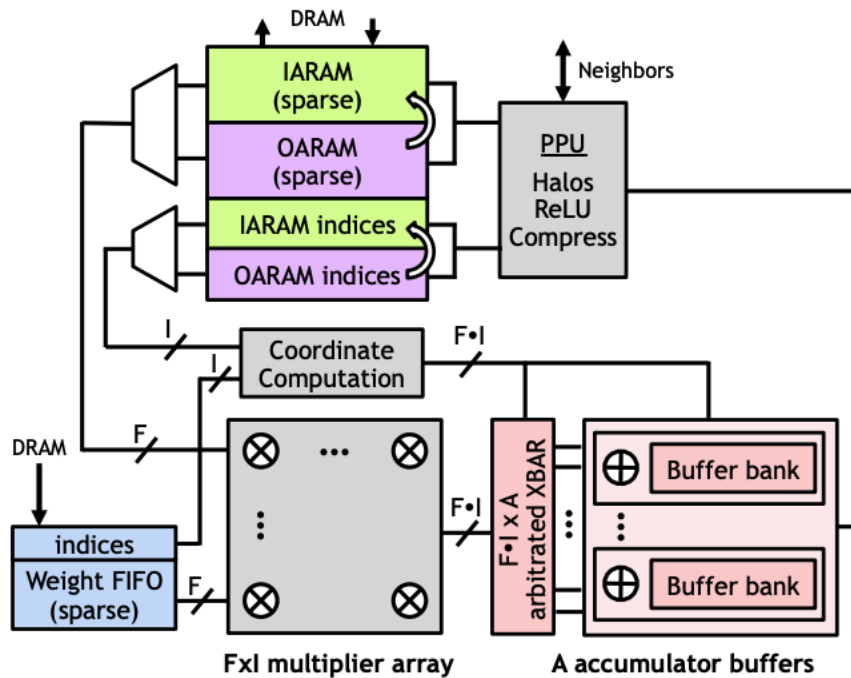 DRAM
IARAM
(sparse)
OARAM
(sparse)
IARAM indices
OARAM indices
Neighbors
PPU
Halos
ReLU
Compress
I
I
Coordinate
Computation
F•I
DRAM
indices
Weight FIFO
(sparse)
F
F
...
...
F•I
F•I x A
arbitrated XBAR
...
Buffer bank
...
Buffer bank
FxI multiplier array
A accumulator buffers